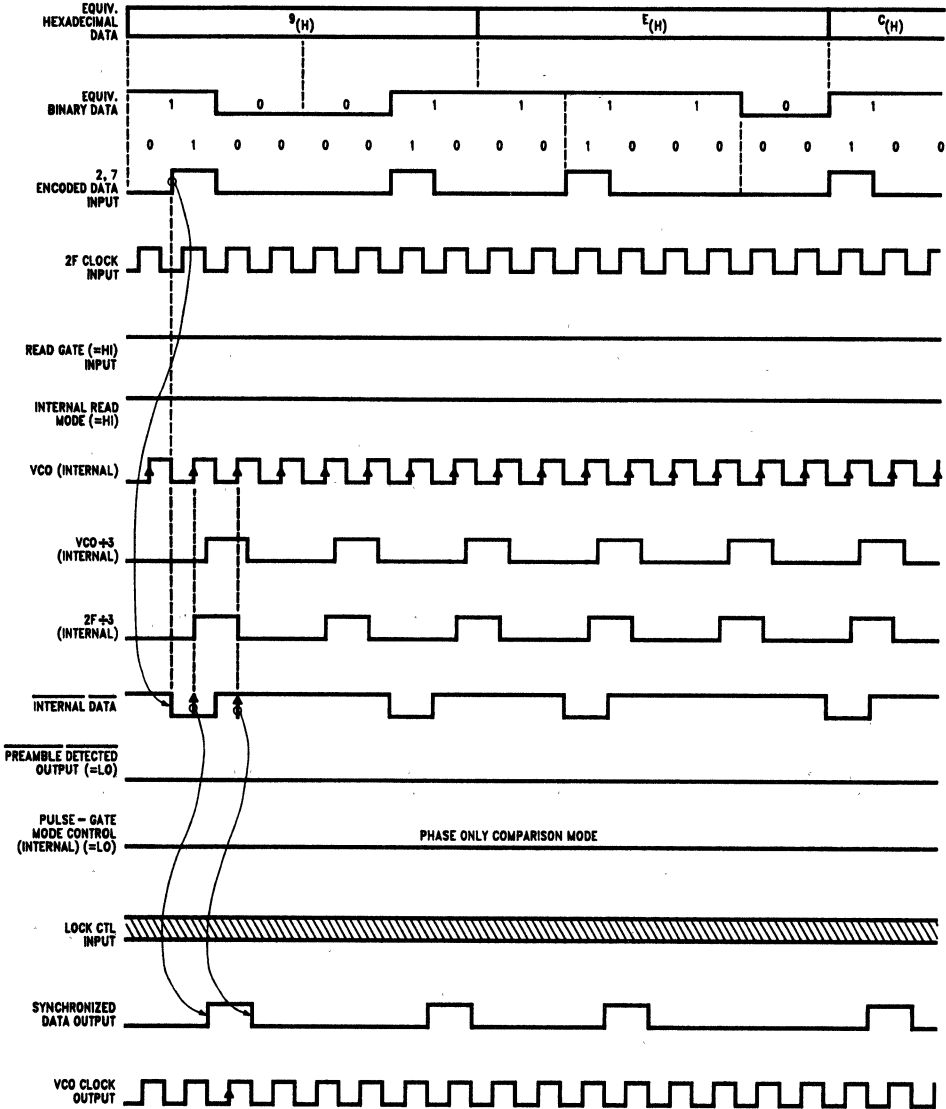 EQUIV.
HEXADECIMAL
DATA
9(H)
E(H)
C(H)
EQUIV.
BINARY DATA
1 0 0 1 1 1 1 0 1
0 1 0 0 0 0 1 0 0 0 1 0 0 0 0 0 1 0 0
2, 7
ENCODED DATA
INPUT
2F CLOCK
INPUT
READ GATE (=HI)
INPUT
INTERNAL READ
MODE (=HI)
VCO (INTERNAL)
VCO÷3
(INTERNAL)
2F÷3
(INTERNAL)
INTERNAL DATA
PREAMBLE DETECTED
OUTPUT (=LO)
PULSE-GATE
MODE CONTROL
(INTERNAL) (=LO)
PHASE ONLY COMPARISON MODE
LOCK CTL
INPUT
SYNCHRONIZED
DATA OUTPUT
VCO CLOCK
OUTPUT